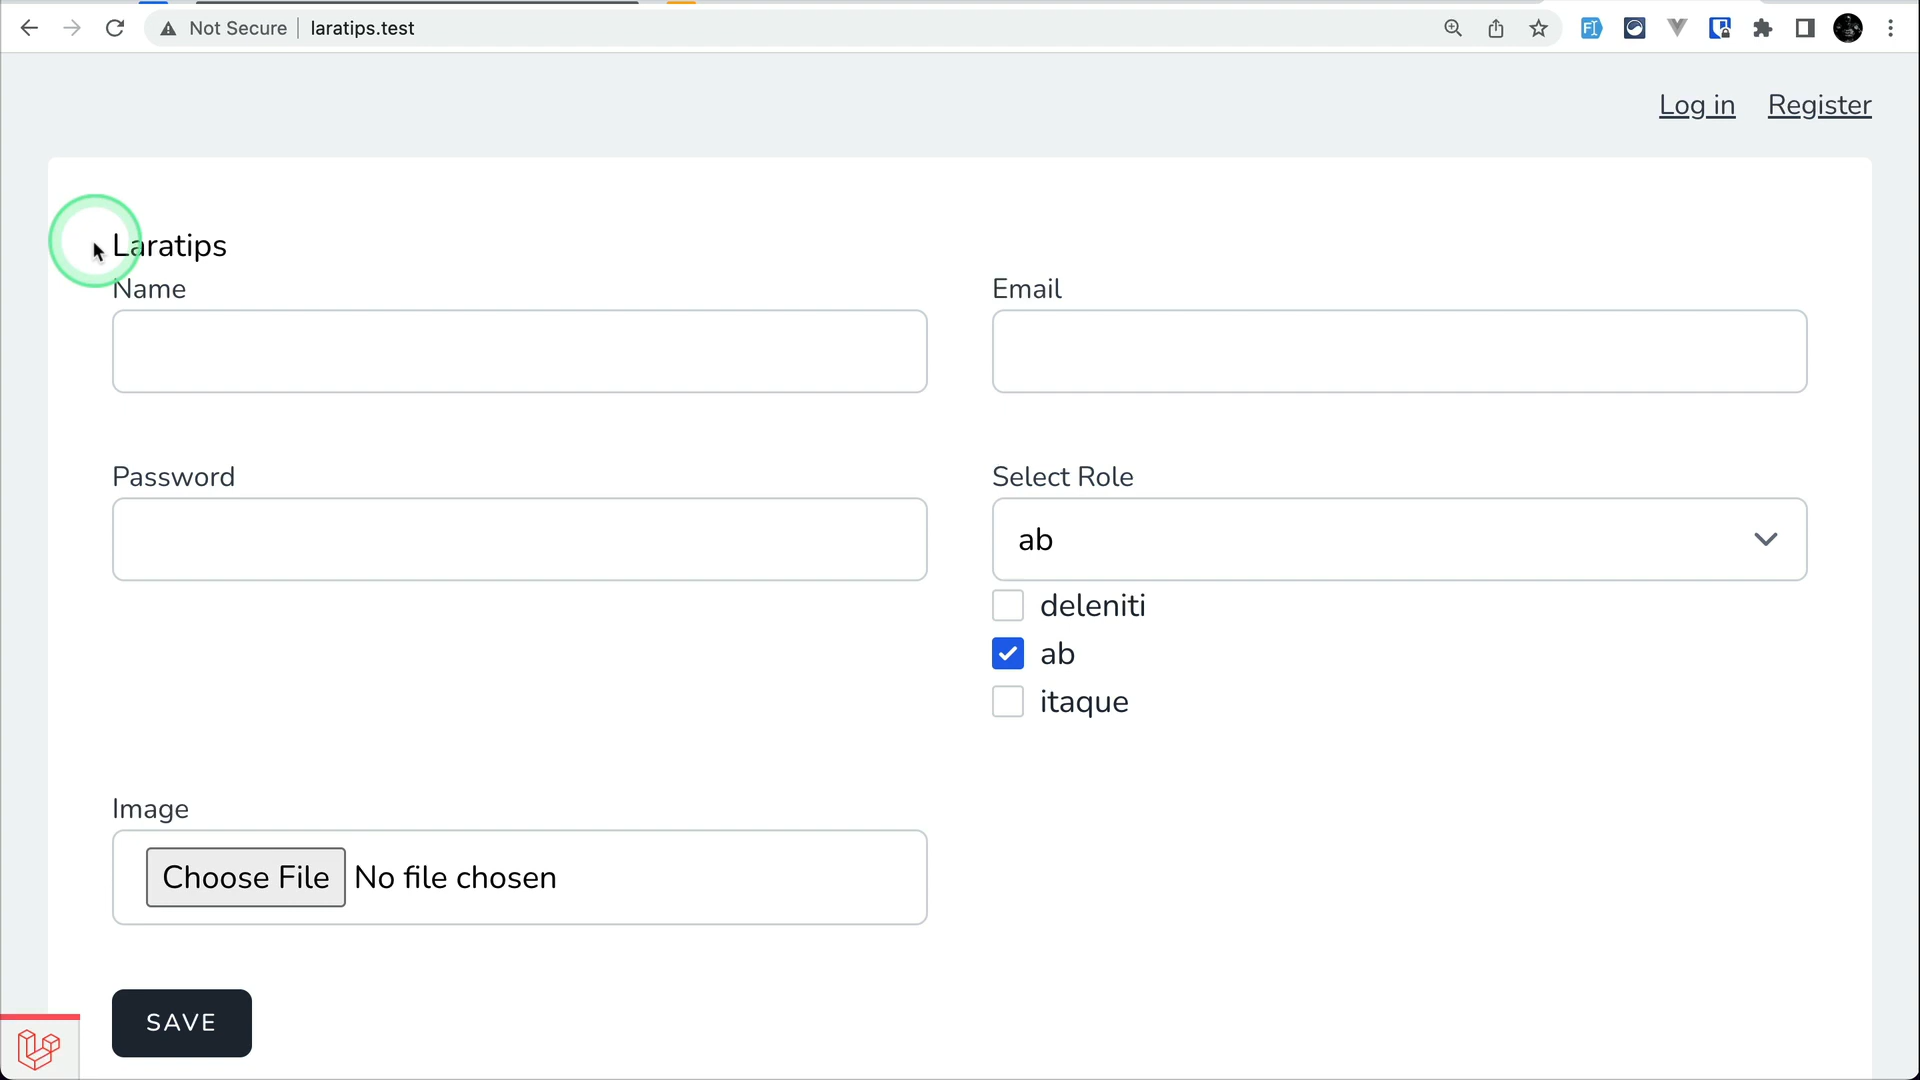 Not Secure laratips.test
Log in Register
Laratips
Name
Email
Password
Select Role
ab
deleniti
ab
itaque
Image
Choose File No file chosen
SAVE